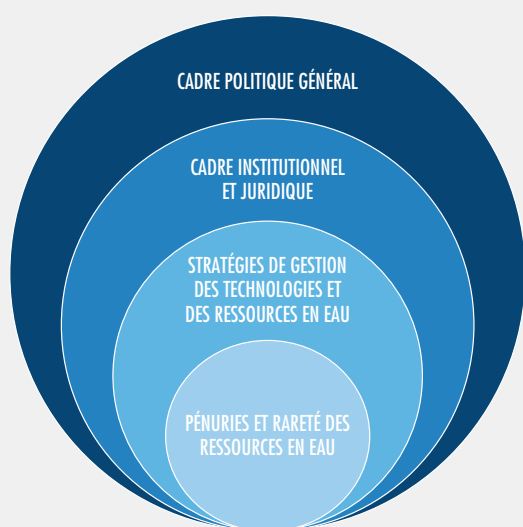 CADRE POLITIQUE GÉNÉRAL
CADRE INSTITUTIONNEL
ET JURIDIQUE
STRATÉGIES DE GESTION
DES TECHNOLOGIES ET
DES RESSOURCES EN EAU
PÉNURIES ET RARETÉ DES
RESSOURCES EN EAU